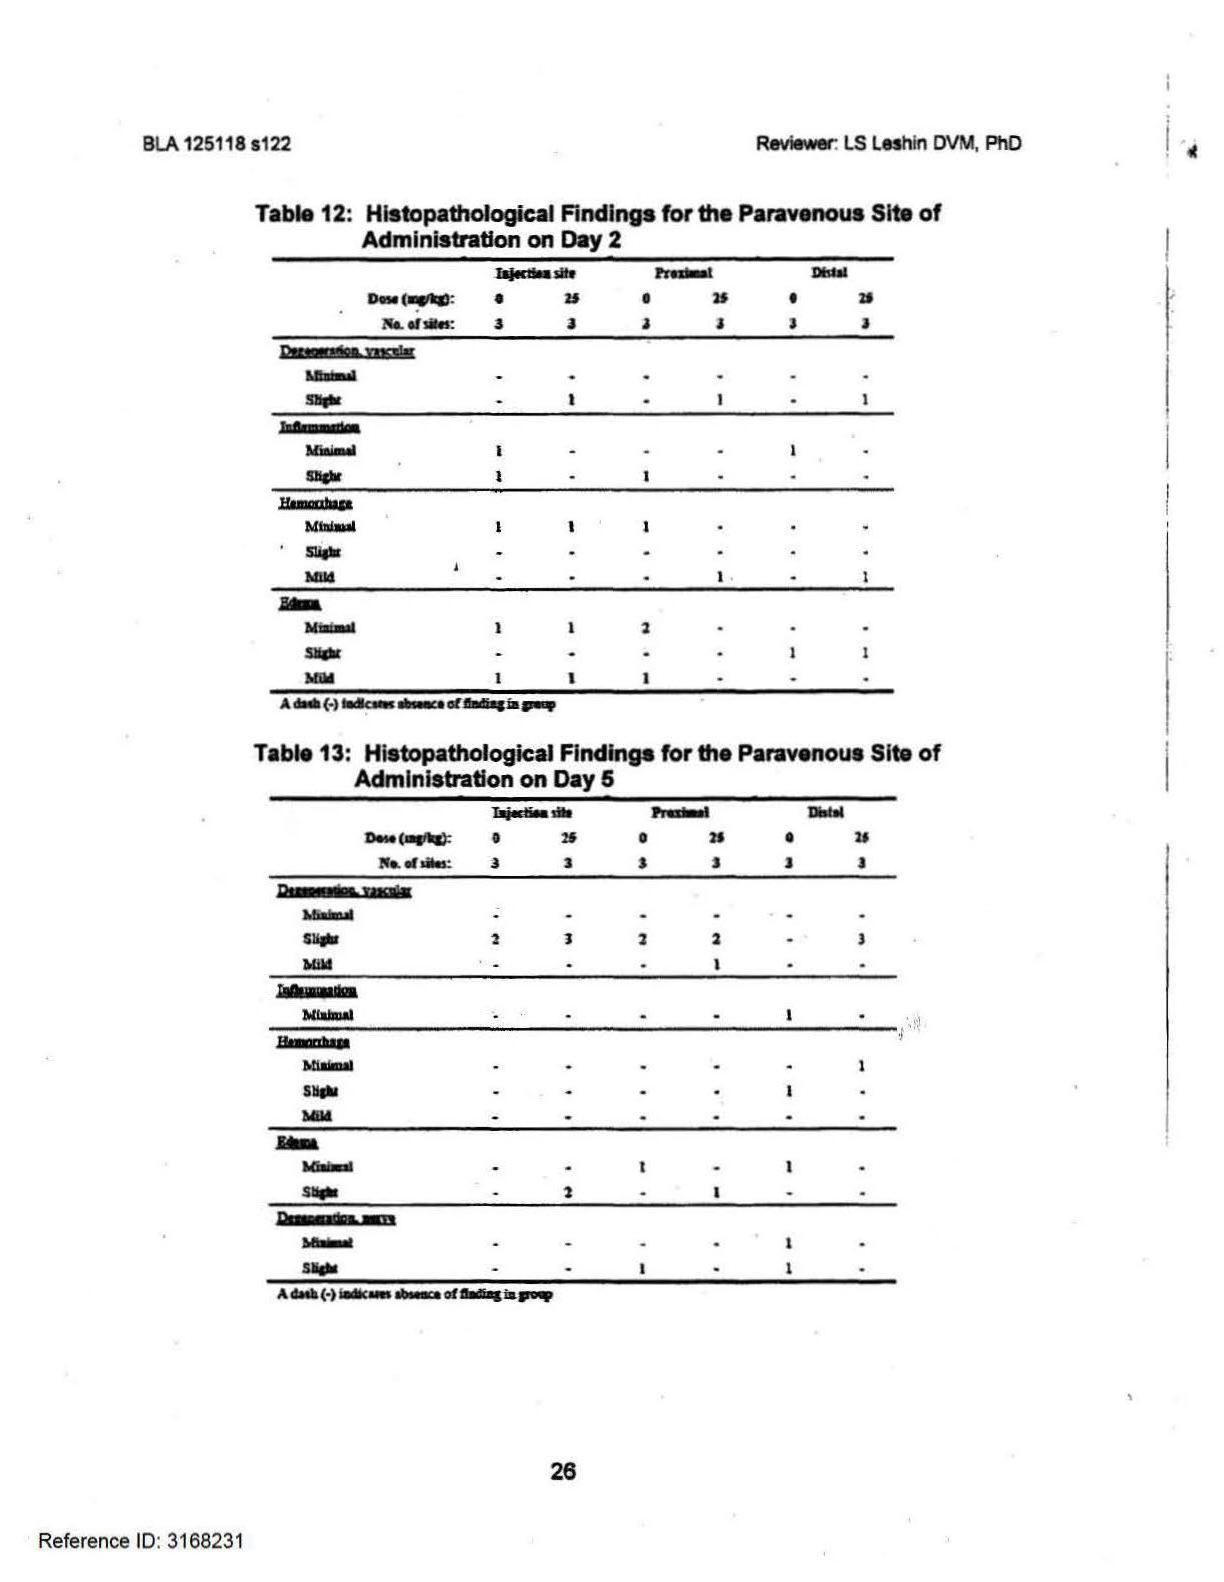 BLA 125118 s122
Reviewer: LS Leshin DVM, PhD
Table 12: Histopathological Findings for the Paravenous Site of
Administration on Day 2
Injection site Proximal Distal
Dose (mg/kg): 0 25 0 25 0 25
No. of sites: 3 3 3 3 3 3
Degeneration, vascular
Minimal - - - - - -
Slight - 1 - 1 - 1
Inflammation
Minimal 1 - - - 1 -
Slight 1 - 1 - - -
Hemorrhage
Minimal 1 1 1 - - -
Slight - - - - - -
Mild - - - 1 - 1
Edema
Minimal 1 1 2 - - -
Slight - - - - 1 1
Mild 1 1 1 - - -
A dash (-) indicates absence of finding in group
Table 13: Histopathological Findings for the Paravenous Site of
Administration on Day 5
Injection site Proximal Distal
Dose (mg/kg): 0 25 0 25 0 25
No. of sites: 3 3 3 3 3 3
Degeneration, vascular
Minimal - - - - - -
Slight 2 3 2 2 - 3
Mild - - - 1 - -
Inflammation
Minimal - - - - 1 -
Hemorrhage
Minimal - - - - - 1
Slight - - - - 1 -
Mild - - - - - -
Edema
Minimal - - 1 - 1 -
Slight - 2 - 1 - -
Degeneration, nerve
Minimal - - - - 1 -
Slight - - 1 - 1 -
A dash (-) indicates absence of finding in group
26
Reference ID: 3168231